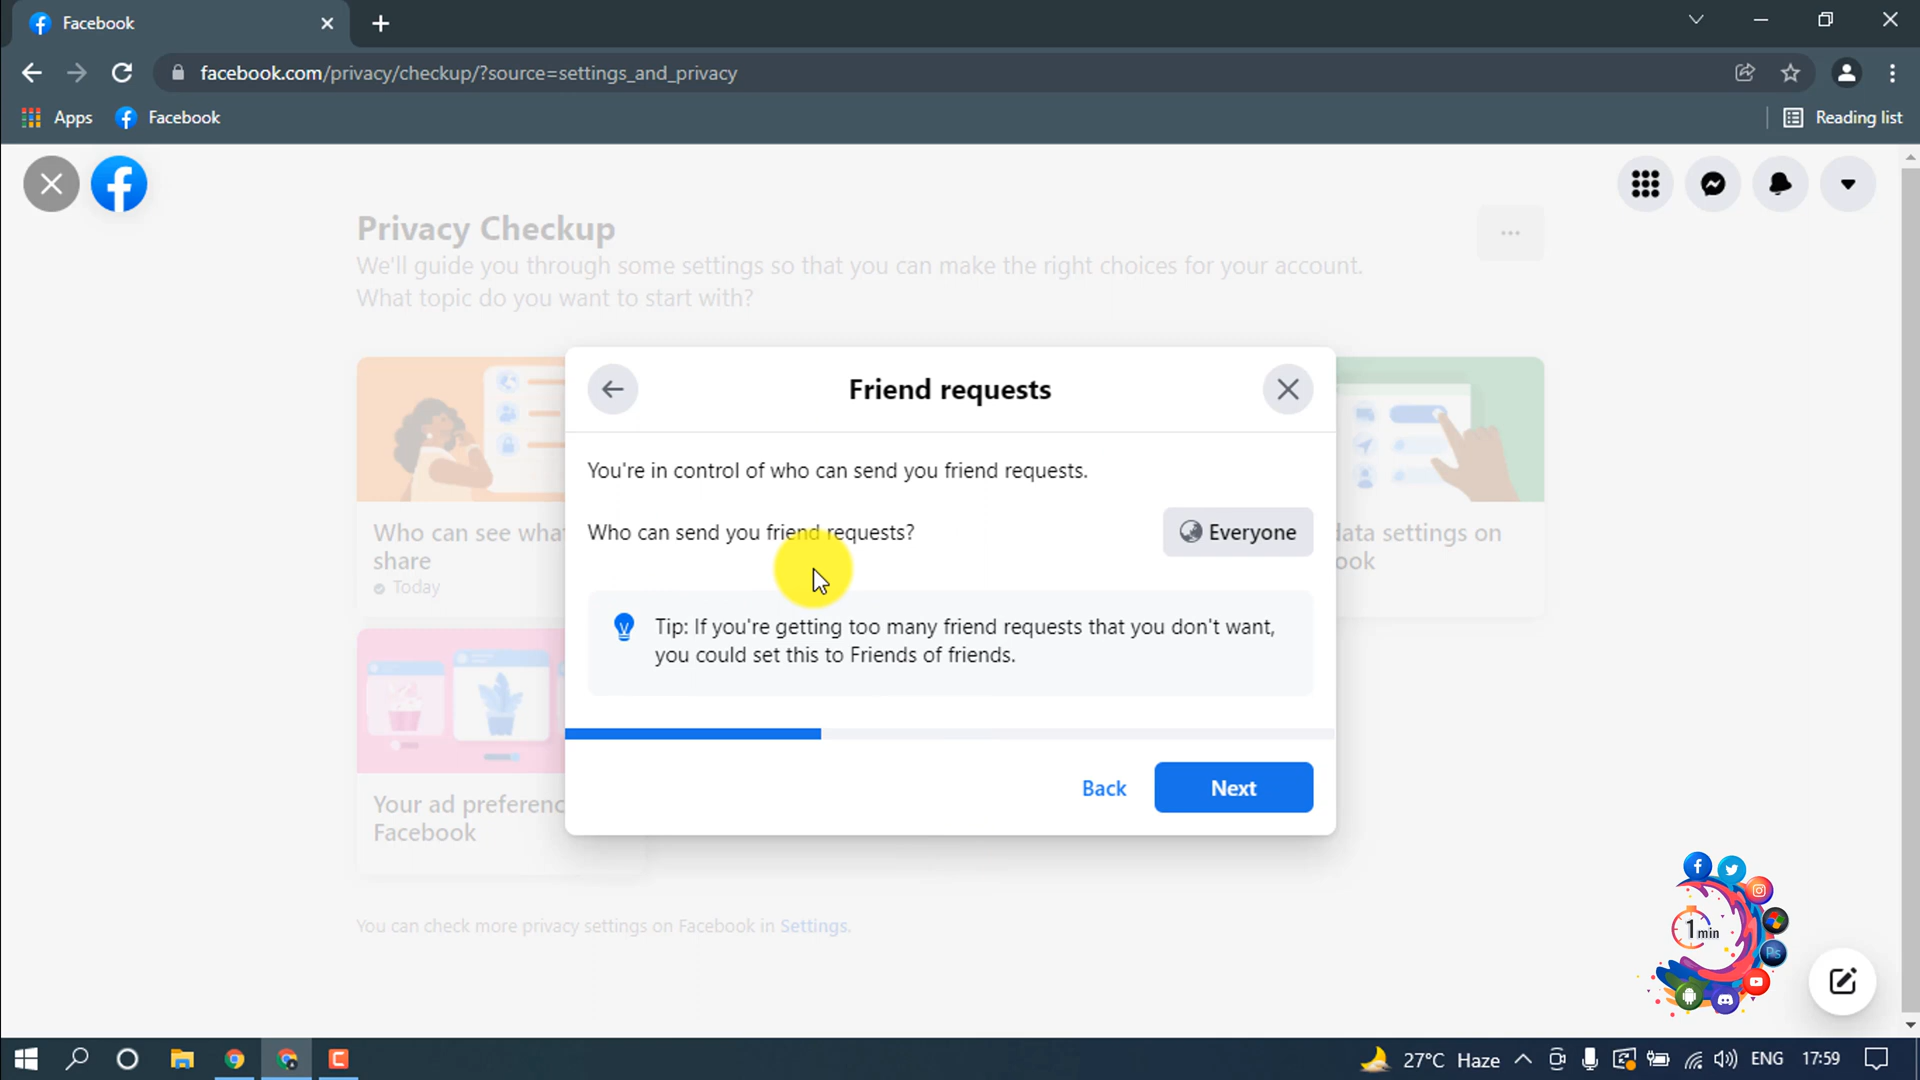 Facebook
facebook.com/privacy/checkup/?source=settings_and_privacy
Apps
Facebook
Reading list
Privacy Checkup
We'll guide you through some settings so that you can make the right choices for your account.
What topic do you want to start with?
Friend requests
You're in control of who can send you friend requests.
Who can send you friend requests?
Everyone
Tip: If you're getting too many friend requests that you don't want,
you could set this to Friends of friends.
Back
Next
Who can see what
share
Today
data settings on
ook
Your ad preferenc
Facebook
You can check more privacy settings on Facebook in Settings.
1 min
Ps
27°C Haze
ENG
17:59